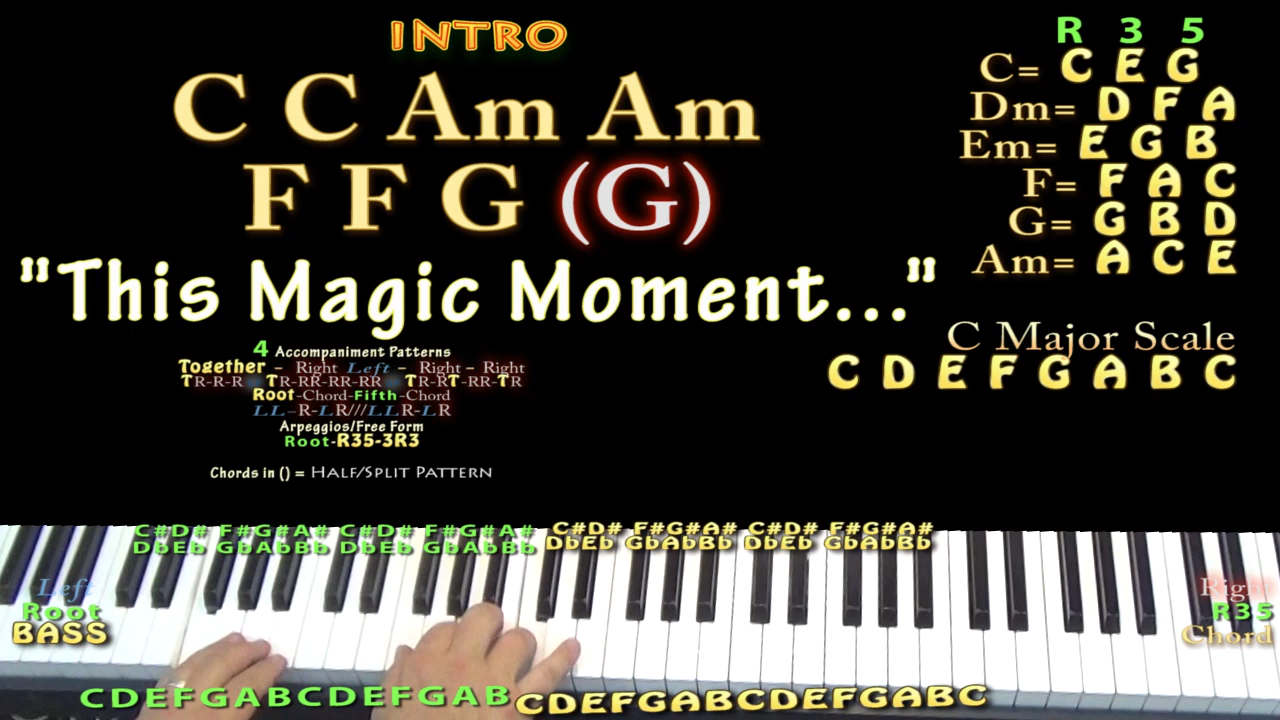 INTRO
C C Am Am
F F G (G)
"This Magic Moment..."
4 Accompaniment Patterns
Together - Right Left - Right - Right
TR-R-R TR-RR-RR-RR TR-RT-RR-TR
Root-Chord-Fifth-Chord
LL-R-LR///LLR-LR
Arpeggios/Free Form
Root-R35-3R3
Chords in () = HALF/SPLIT PATTERN
R 3 5
C= C E G
Dm= D F A
Em= E G B
F= F A C
G= G B D
Am= A C E
C Major Scale
C D E F G A B C
C#D# F#G#A# C#D# F#G#A# C#D# F#G#A# C#D# F#G#A#
DbEb GbAbBb DbEb GbAbBb DbEb GbAbBb DbEb GbAbBb
Left
Root
BASS
Right
R35
Chord
CDEFGABCDEFGAB CDEFGABCDEFGABC